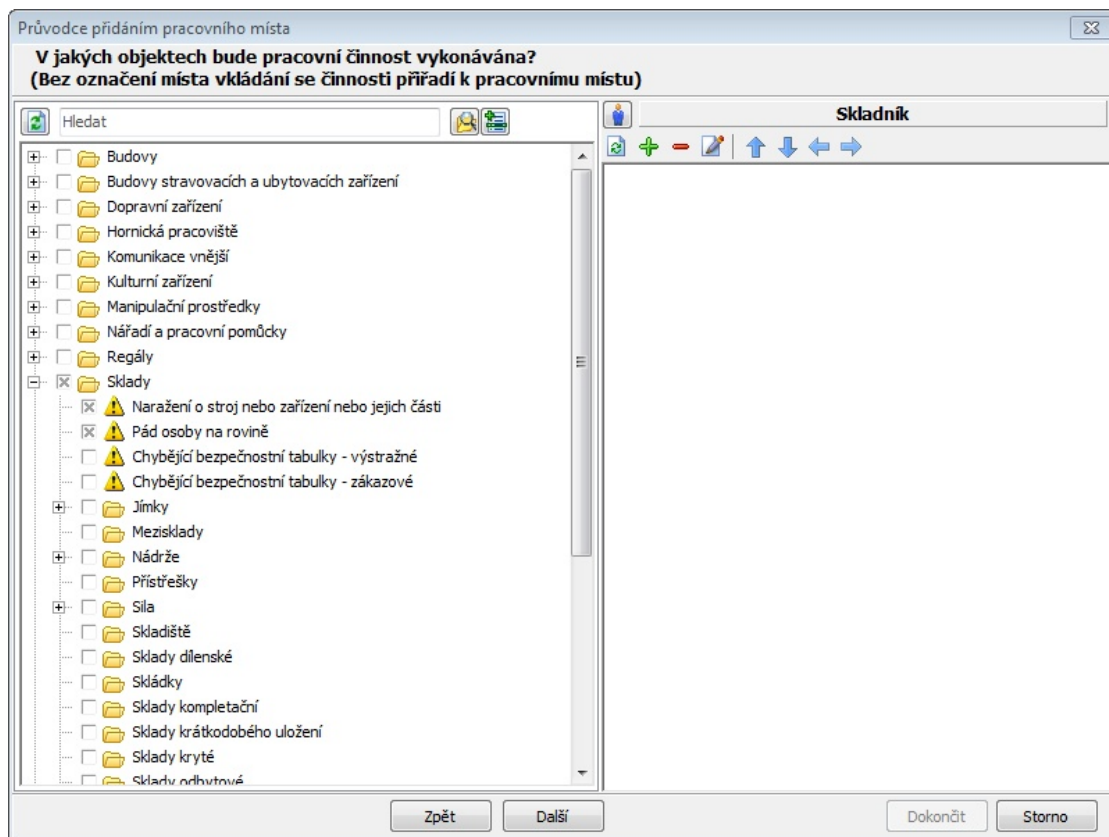 Průvodce přidáním pracovního místa
V jakých objektech bude pracovní činnost vykonávána?
(Bez označení místa vkládání se činnosti přiřadí k pracovnímu místu)
Hledat
Skladník
Budovy
Budovy stravovacích a ubytovacích zařízení
Dopravní zařízení
Hornická pracoviště
Komunikace vnější
Kulturní zařízení
Manipulační prostředky
Nářadí a pracovní pomůcky
Regály
Sklady
Naražení o stroj nebo zařízení nebo jejich části
Pád osoby na rovině
Chybějící bezpečnostní tabulky - výstražné
Chybějící bezpečnostní tabulky - zákazové
Jímky
Mezisklady
Nádrže
Přístřešky
Sila
Skladiště
Sklady dílenské
Skládky
Sklady kompletační
Sklady krátkodobého uložení
Sklady kryté
Sklady odbytové
Zpět Další Dokončit Storno